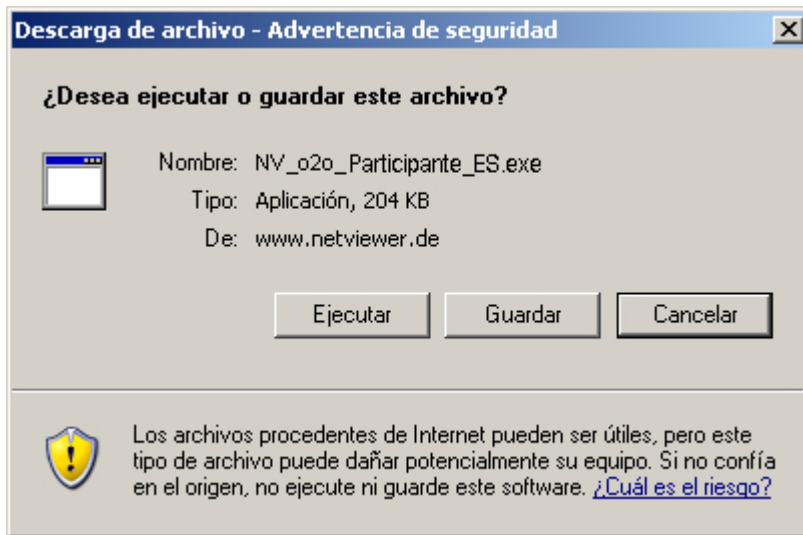 Descarga de archivo - Advertencia de seguridad
¿Desea ejecutar o guardar este archivo?
Nombre: NV_o2o_Participante_ES.exe
Tipo: Aplicación, 204 KB
De: www.netviewer.de
Ejecutar Guardar Cancelar
Los archivos procedentes de Internet pueden ser útiles, pero este
tipo de archivo puede dañar potencialmente su equipo. Si no confía
en el origen, no ejecute ni guarde este software. ¿Cuál es el riesgo?